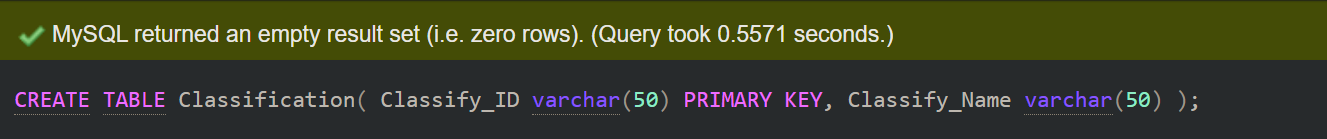 MySQL returned an empty result set (i.e. zero rows). (Query took 0.5571 seconds.)
CREATE TABLE Classification( Classify_ID varchar(50) PRIMARY KEY, Classify_Name varchar(50) );